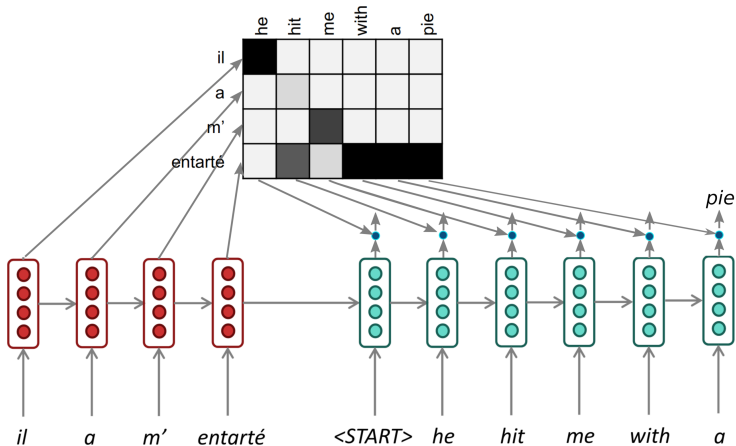 he hit me with a pie
il
a
m’
entarté
pie
il a m’ entarté <START> he hit me with a